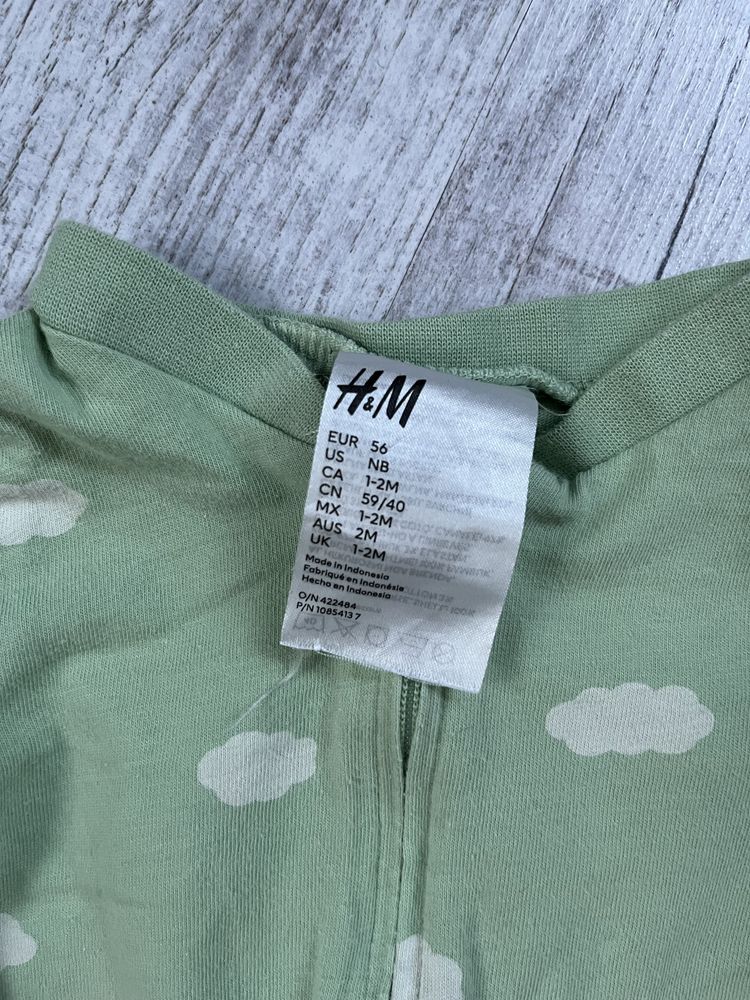 H&M
EUR 56
US NB
CA 1-2M
CN 59/40
MX 1-2M
AUS 2M
UK 1-2M
Made in Indonesia
Fabriqué en Indonésie
Hecho en Indonesia
O/N 422484
P/N 1085413 7